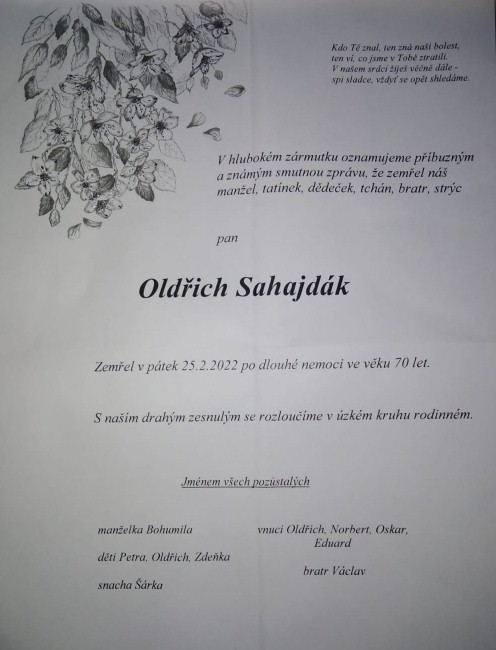 Kdo Tě znal, ten zná naši bolest,
ten ví, co jsme v Tobě ztratili.
V našem srdci žiješ věčně dále -
spi sladce, vždyť se opět shledáme.
V hlubokém zármutku oznamujeme příbuzným
a známým smutnou zprávu, že zemřel náš
manžel, tatínek, dědeček, tchán, bratr, strýc
pan
Oldřich Sahajdák
Zemřel v pátek 25.2.2022 po dlouhé nemoci ve věku 70 let.
S naším drahým zesnulým se rozloučíme v úzkém kruhu rodinném.
Jménem všech pozůstalých
manželka Bohumila
děti Petra, Oldřich, Zdeňka
snacha Šárka
vnuci Oldřich, Norbert, Oskar,
Eduard
bratr Václav